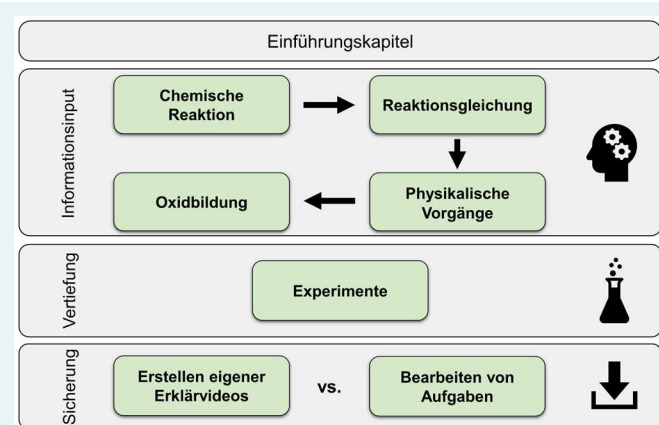 Einführungskapitel
Informationsinput
Chemische
Reaktion
Reaktionsgleichung
Physikalische
Vorgänge
Oxidbildung
Vertiefung
Experimente
Sicherung
Erstellen eigener
Erklärvideos
vs.
Bearbeiten von
Aufgaben